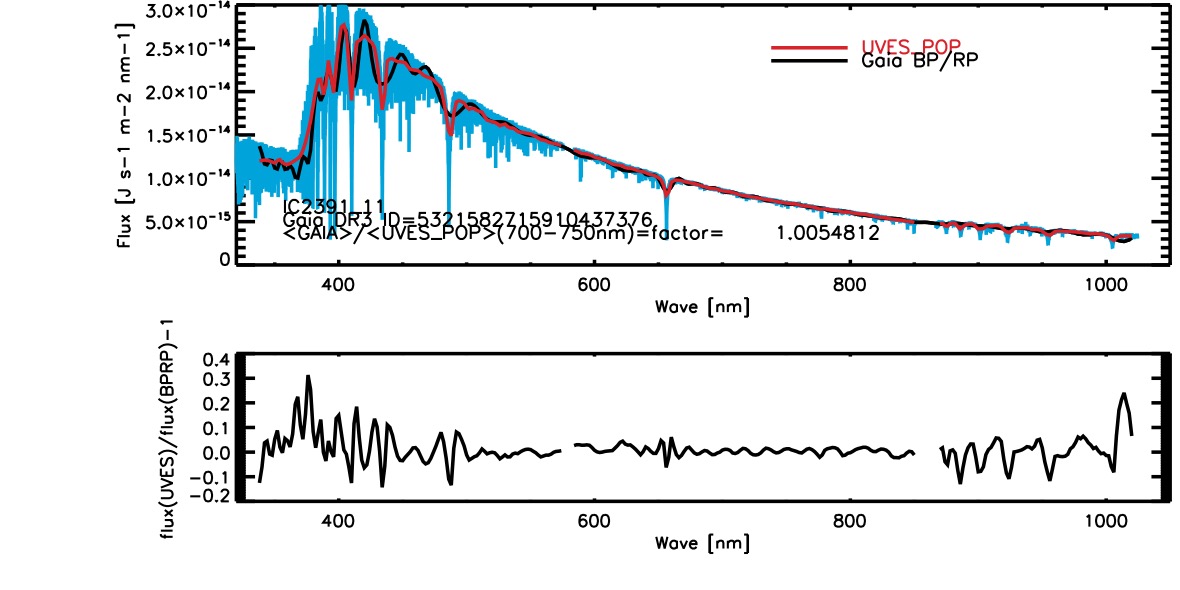 3.0×10⁻¹⁴
2.5×10⁻¹⁴
2.0×10⁻¹⁴
1.5×10⁻¹⁴
1.0×10⁻¹⁴
5.0×10⁻¹⁵
0
Flux [J s-1 m-2 nm-1]
UVES_POP
Gaia BP/RP
IC2391-11
Gaia DR3 ID=5321582715910437376
<GAIA>/<UVES_POP>(700-750nm)=factor= 1.0054812
400 600 800 1000
Wave [nm]
0.4
0.3
0.2
0.1
0.0
-0.1
-0.2
flux(UVES)/flux(BPRP)-1
400 600 800 1000
Wave [nm]